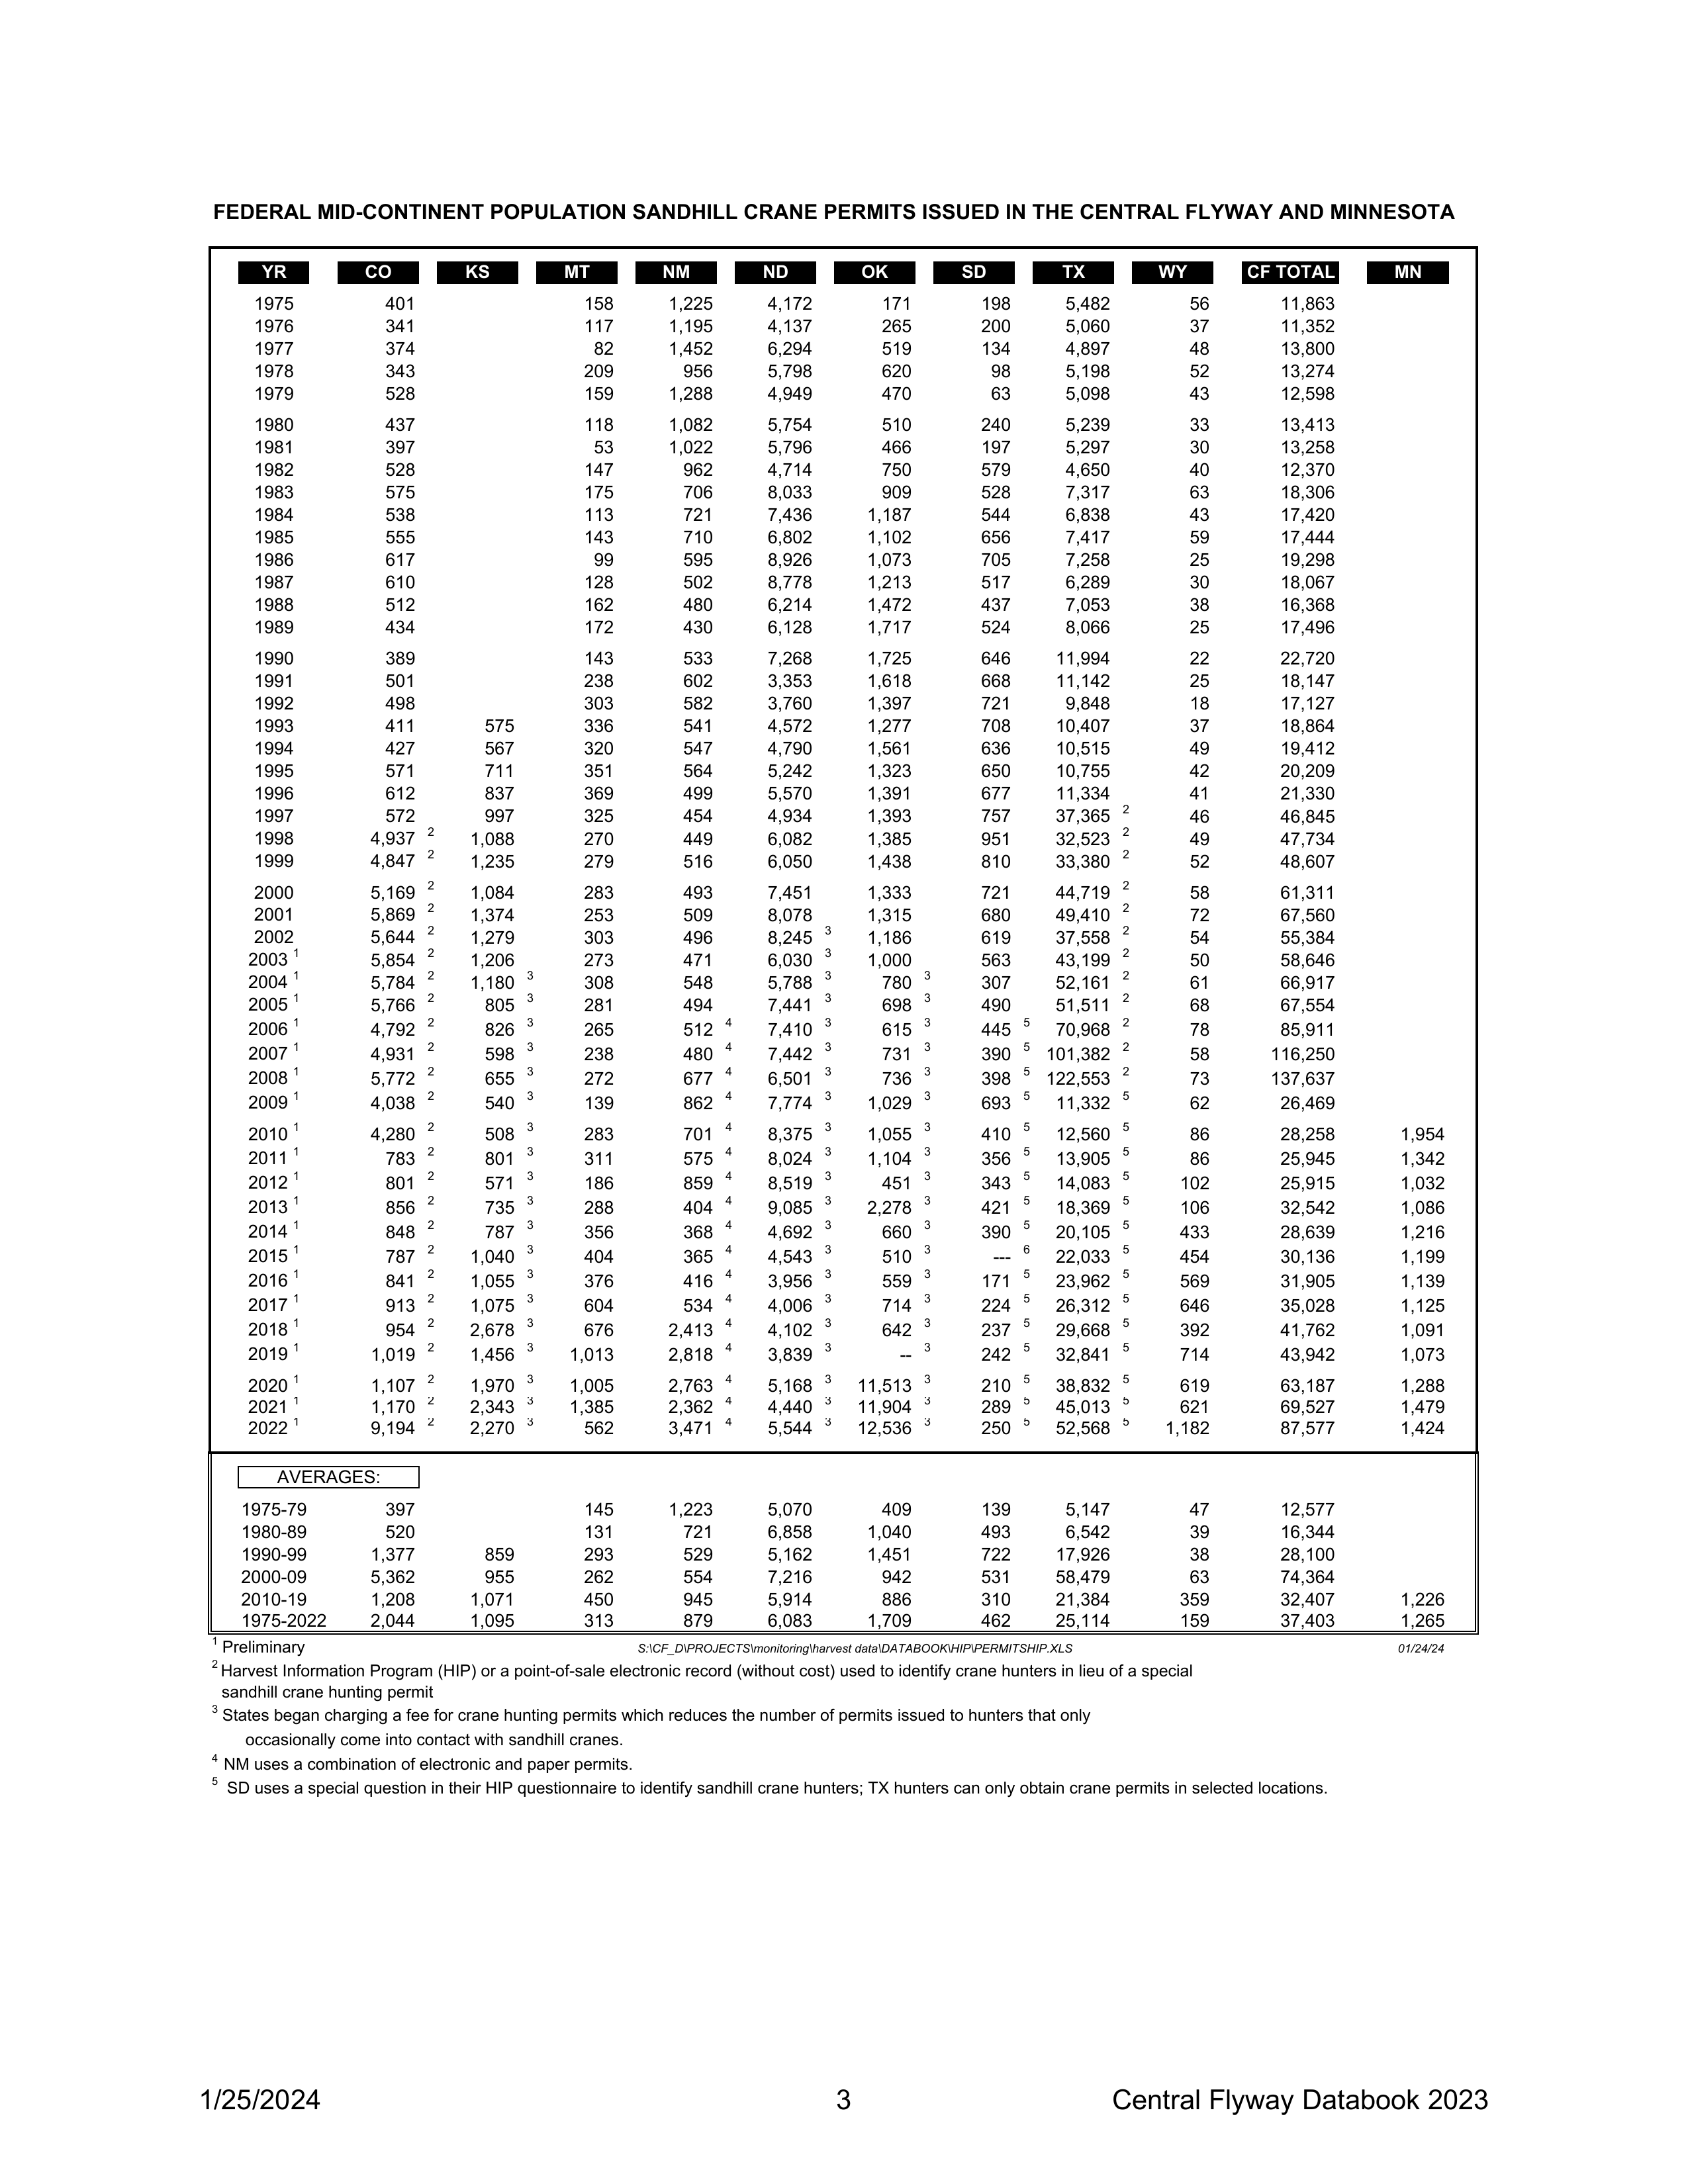 FEDERAL MID-CONTINENT POPULATION SANDHILL CRANE PERMITS ISSUED IN THE CENTRAL FLYWAY AND MINNESOTA
YR CO KS MT NM ND OK SD TX WY CF TOTAL MN
1975 401 158 1,225 4,172 171 198 5,482 56 11,863
1976 341 117 1,195 4,137 265 200 5,060 37 11,352
1977 374 82 1,452 6,294 519 134 4,897 48 13,800
1978 343 209 956 5,798 620 98 5,198 52 13,274
1979 528 159 1,288 4,949 470 63 5,098 43 12,598
1980 437 118 1,082 5,754 510 240 5,239 33 13,413
1981 397 53 1,022 5,796 466 197 5,297 30 13,258
1982 528 147 962 4,714 750 579 4,650 40 12,370
1983 575 175 706 8,033 909 528 7,317 63 18,306
1984 538 113 721 7,436 1,187 544 6,838 43 17,420
1985 555 143 710 6,802 1,102 656 7,417 59 17,444
1986 617 99 595 8,926 1,073 705 7,258 25 19,298
1987 610 128 502 8,778 1,213 517 6,289 30 18,067
1988 512 162 480 6,214 1,472 437 7,053 38 16,368
1989 434 172 430 6,128 1,717 524 8,066 25 17,496
1990 389 143 533 7,268 1,725 646 11,994 22 22,720
1991 501 238 602 3,353 1,618 668 11,142 25 18,147
1992 498 303 582 3,760 1,397 721 9,848 18 17,127
1993 411 575 336 541 4,572 1,277 708 10,407 37 18,864
1994 427 567 320 547 4,790 1,561 636 10,515 49 19,412
1995 571 711 351 564 5,242 1,323 650 10,755 42 20,209
1996 612 837 369 499 5,570 1,391 677 11,334 41 21,330
1997 572 997 325 454 4,934 1,393 757 37,365 2 46 46,845
1998 4,937 2 1,088 270 449 6,082 1,385 951 32,523 2 49 47,734
1999 4,847 2 1,235 279 516 6,050 1,438 810 33,380 2 52 48,607
2000 5,169 2 1,084 283 493 7,451 1,333 721 44,719 2 58 61,311
2001 5,869 2 1,374 253 509 8,078 1,315 680 49,410 2 72 67,560
2002 5,644 2 1,279 303 496 8,245 3 1,186 619 37,558 2 54 55,384
2003 1 5,854 2 1,206 273 471 6,030 3 1,000 563 43,199 2 50 58,646
2004 1 5,784 2 1,180 3 308 548 5,788 3 780 3 307 52,161 2 61 66,917
2005 1 5,766 2 805 3 281 494 7,441 3 698 3 490 51,511 2 68 67,554
2006 1 4,792 2 826 3 265 512 4 7,410 3 615 3 445 5 70,968 2 78 85,911
2007 1 4,931 2 598 3 238 480 4 7,442 3 731 3 390 5 101,382 2 58 116,250
2008 1 5,772 2 655 3 272 677 4 6,501 3 736 3 398 5 122,553 2 73 137,637
2009 1 4,038 2 540 3 139 862 4 7,774 3 1,029 3 693 5 11,332 5 62 26,469
2010 1 4,280 2 508 3 283 701 4 8,375 3 1,055 3 410 5 12,560 5 86 28,258 1,954
2011 1 783 2 801 3 311 575 4 8,024 3 1,104 3 356 5 13,905 5 86 25,945 1,342
2012 1 801 2 571 3 186 859 4 8,519 3 451 3 343 5 14,083 5 102 25,915 1,032
2013 1 856 2 735 3 288 404 4 9,085 3 2,278 3 421 5 18,369 5 106 32,542 1,086
2014 1 848 2 787 3 356 368 4 4,692 3 660 3 390 5 20,105 5 433 28,639 1,216
2015 1 787 2 1,040 3 404 365 4 4,543 3 510 3 --- 6 22,033 5 454 30,136 1,199
2016 1 841 2 1,055 3 376 416 4 3,956 3 559 3 171 5 23,962 5 569 31,905 1,139
2017 1 913 2 1,075 3 604 534 4 4,006 3 714 3 224 5 26,312 5 646 35,028 1,125
2018 1 954 2 2,678 3 676 2,413 4 4,102 3 642 3 237 5 29,668 5 392 41,762 1,091
2019 1 1,019 2 1,456 3 1,013 2,818 4 3,839 3 -- 3 242 5 32,841 5 714 43,942 1,073
2020 1 1,107 2 1,970 3 1,005 2,763 4 5,168 3 11,513 3 210 5 38,832 5 619 63,187 1,288
2021 1 1,170 2 2,343 3 1,385 2,362 4 4,440 3 11,904 3 289 5 45,013 5 621 69,527 1,479
2022 1 9,194 2 2,270 3 562 3,471 4 5,544 3 12,536 3 250 5 52,568 5 1,182 87,577 1,424
AVERAGES:
1975-79 397 145 1,223 5,070 409 139 5,147 47 12,577
1980-89 520 131 721 6,858 1,040 493 6,542 39 16,344
1990-99 1,377 859 293 529 5,162 1,451 722 17,926 38 28,100
2000-09 5,362 955 262 554 7,216 942 531 58,479 63 74,364
2010-19 1,208 1,071 450 945 5,914 886 310 21,384 359 32,407 1,226
1975-2022 2,044 1,095 313 879 6,083 1,709 462 25,114 159 37,403 1,265
1 Preliminary S:\CF_D\PROJECTS\monitoring\harvest data\DATABOOK\HIP\PERMITSHIP.XLS 01/24/24
2 Harvest Information Program (HIP) or a point-of-sale electronic record (without cost) used to identify crane hunters in lieu of a special
sandhill crane hunting permit
3 States began charging a fee for crane hunting permits which reduces the number of permits issued to hunters that only
occasionally come into contact with sandhill cranes.
4 NM uses a combination of electronic and paper permits.
5 SD uses a special question in their HIP questionnaire to identify sandhill crane hunters; TX hunters can only obtain crane permits in selected locations.
1/25/2024 3 Central Flyway Databook 2023